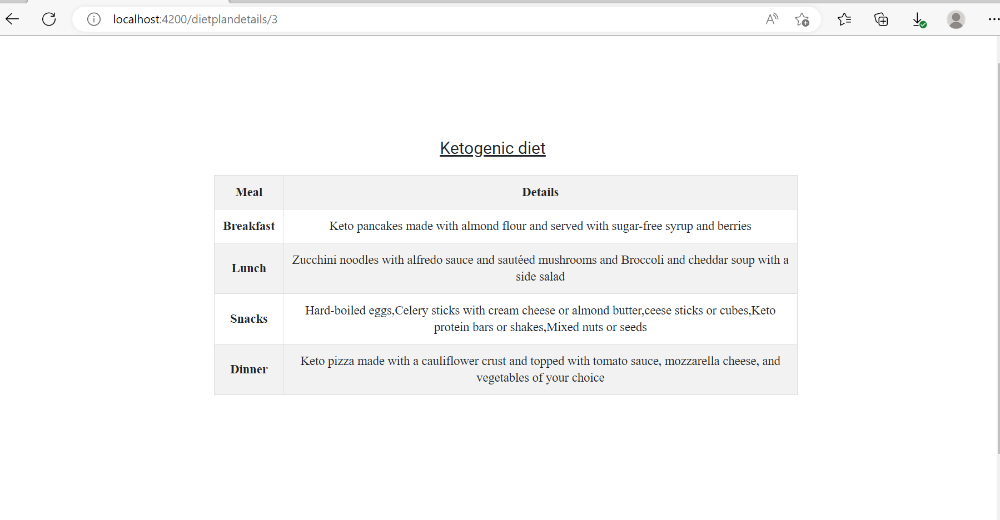 localhost:4200/dietplandetails/3
Ketogenic diet
Meal
Details
Breakfast
Keto pancakes made with almond flour and served with sugar-free syrup and berries
Lunch
Zucchini noodles with alfredo sauce and sautéed mushrooms and Broccoli and cheddar soup with a
side salad
Snacks
Hard-boiled eggs,Celery sticks with cream cheese or almond butter,ceese sticks or cubes,Keto
protein bars or shakes,Mixed nuts or seeds
Dinner
Keto pizza made with a cauliflower crust and topped with tomato sauce, mozzarella cheese, and
vegetables of your choice